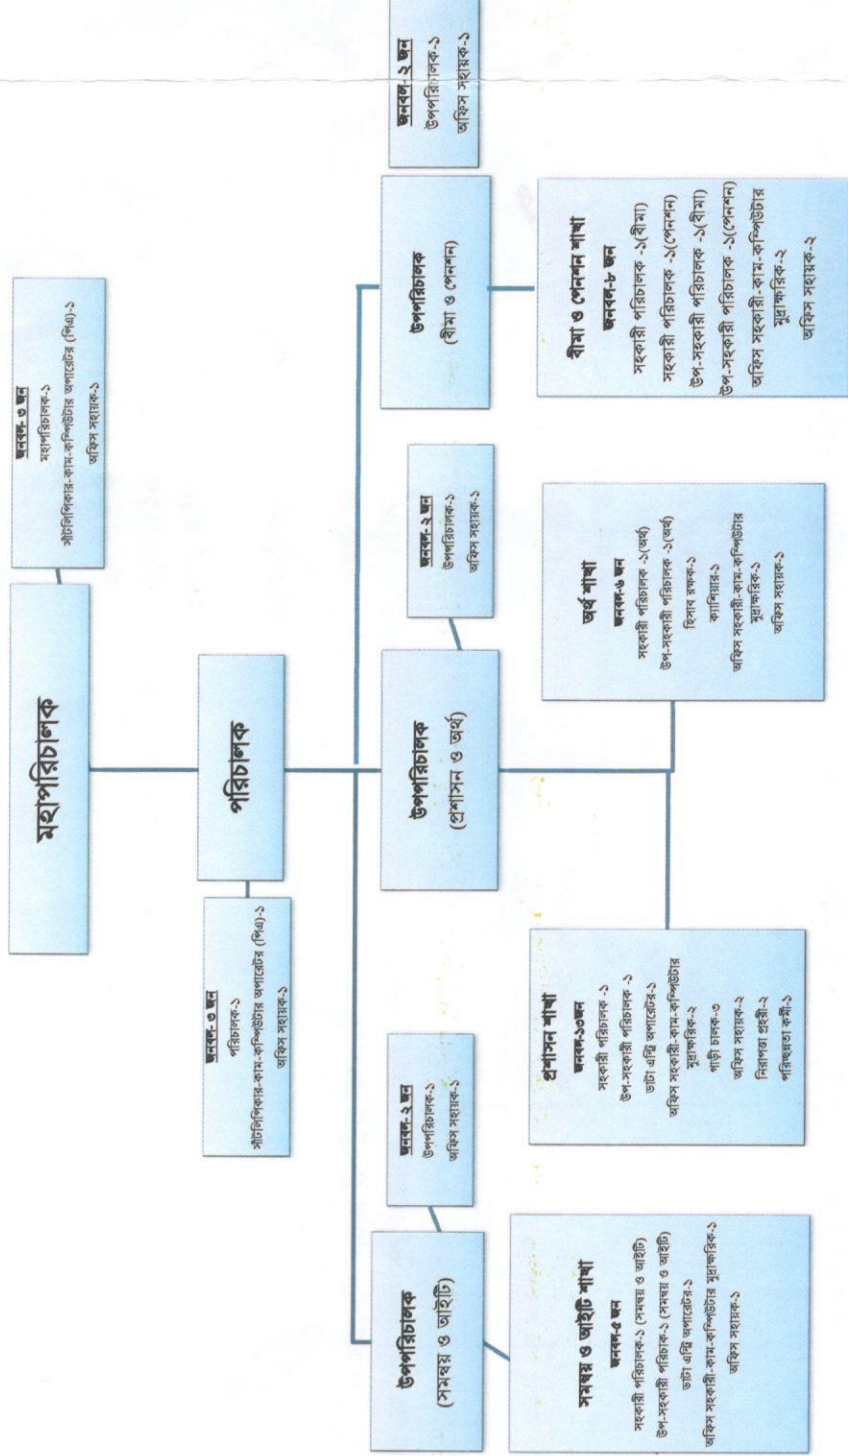 মহাপরিচালক
জনবল- ৩ জন
মহাপরিচালক-১
সাঁটলিপিকার-কাম-কম্পিউটার অপারেটর (পিএ)-১
অফিস সহায়ক-১
পরিচালক
জনবল- ৩ জন
পরিচালক-১
সাঁটলিপিকার-কাম-কম্পিউটার অপারেটর (পিএ)-১
অফিস সহায়ক-১
উপপরিচালক
(সমন্বয় ও আইটি)
জনবল- ২ জন
উপপরিচালক-১
অফিস সহায়ক-১
উপপরিচালক
(প্রশাসন ও অর্থ)
জনবল- ২ জন
উপপরিচালক-১
অফিস সহায়ক-১
উপপরিচালক
(বীমা ও পেনশন)
জনবল- ২ জন
উপপরিচালক-১
অফিস সহায়ক-১
সমন্বয় ও আইটি শাখা
জনবল-৫ জন
সহকারী পরিচালক-১ (সমন্বয় ও আইটি)
উপ-সহকারী পরিচাক-১ (সমন্বয় ও আইটি)
ডাটা এন্ট্রি অপারেটর-১
অফিস সহকারী-কাম-কম্পিউটার মুদ্রাক্ষরিক-১
অফিস সহায়ক-১
প্রশাসন শাখা
জনবল-১৩জন
সহকারী পরিচালক -১
উপ-সহকারী পরিচালক -১
ডাটা এন্ট্রি অপারেটর-১
অফিস সহকারী-কাম-কম্পিউটার
মুদ্রাক্ষরিক-২
গাড়ী চালক-৩
অফিস সহায়ক-২
নিরাপত্তা প্রহরী-২
পরিচ্ছন্নতা কর্মী-১
অর্থ শাখা
জনবল-৬ জন
সহকারী পরিচালক -১(অর্থ)
উপ-সহকারী পরিচালক -১(অর্থ)
হিসাব রক্ষক-১
ক্যাশিয়ার-১
অফিস সহকারী-কাম-কম্পিউটার
মুদ্রাক্ষরিক-১
অফিস সহায়ক-১
বীমা ও পেনশন শাখা
জনবল-৮ জন
সহকারী পরিচালক -১(বীমা)
সহকারী পরিচালক -১(পেনশন)
উপ-সহকারী পরিচালক -১(বীমা)
উপ-সহকারী পরিচালক -১(পেনশন)
অফিস সহকারী-কাম-কম্পিউটার
মুদ্রাক্ষরিক-২
অফিস সহায়ক-২